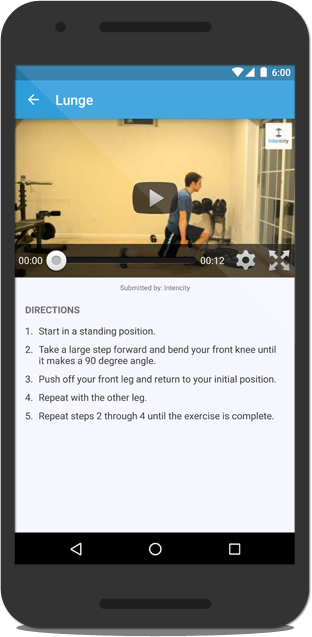 6:00
Lunge
intencity
00:00
00:12
Submitted by: Intencity
DIRECTIONS
1. Start in a standing position.
2. Take a large step forward and bend your front knee until
it makes a 90 degree angle.
3. Push off your front leg and return to your initial position.
4. Repeat with the other leg.
5. Repeat steps 2 through 4 until the exercise is complete.